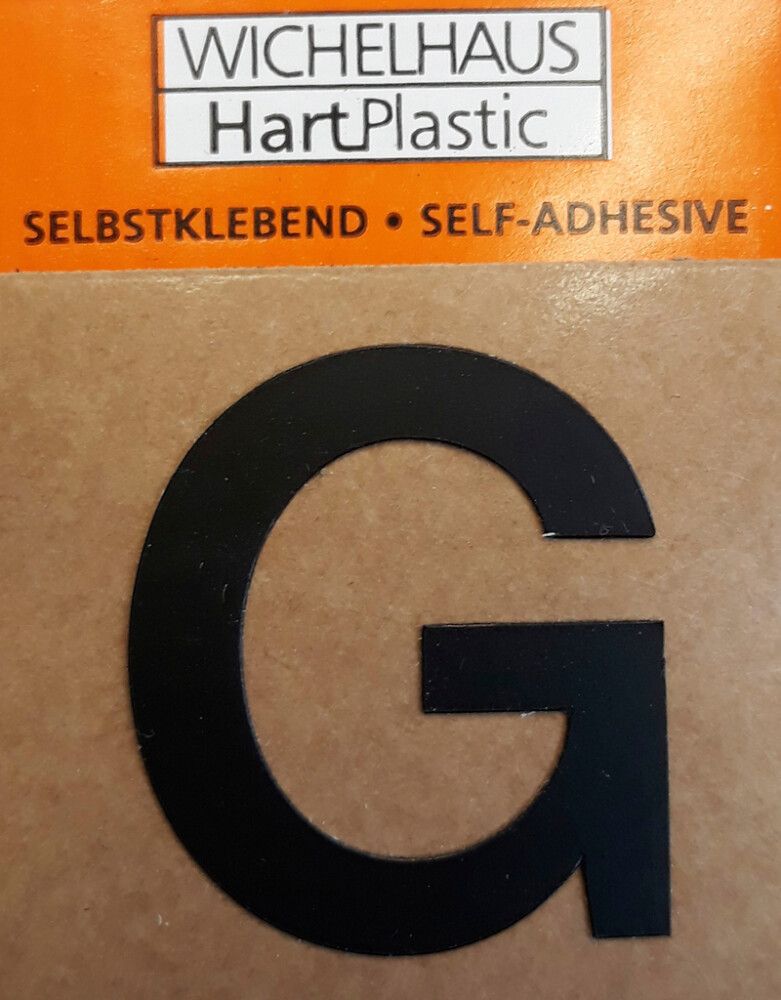 WICHELHAUS
HartPlastic
SELBSTKLEBEND • SELF-ADHESIVE
G